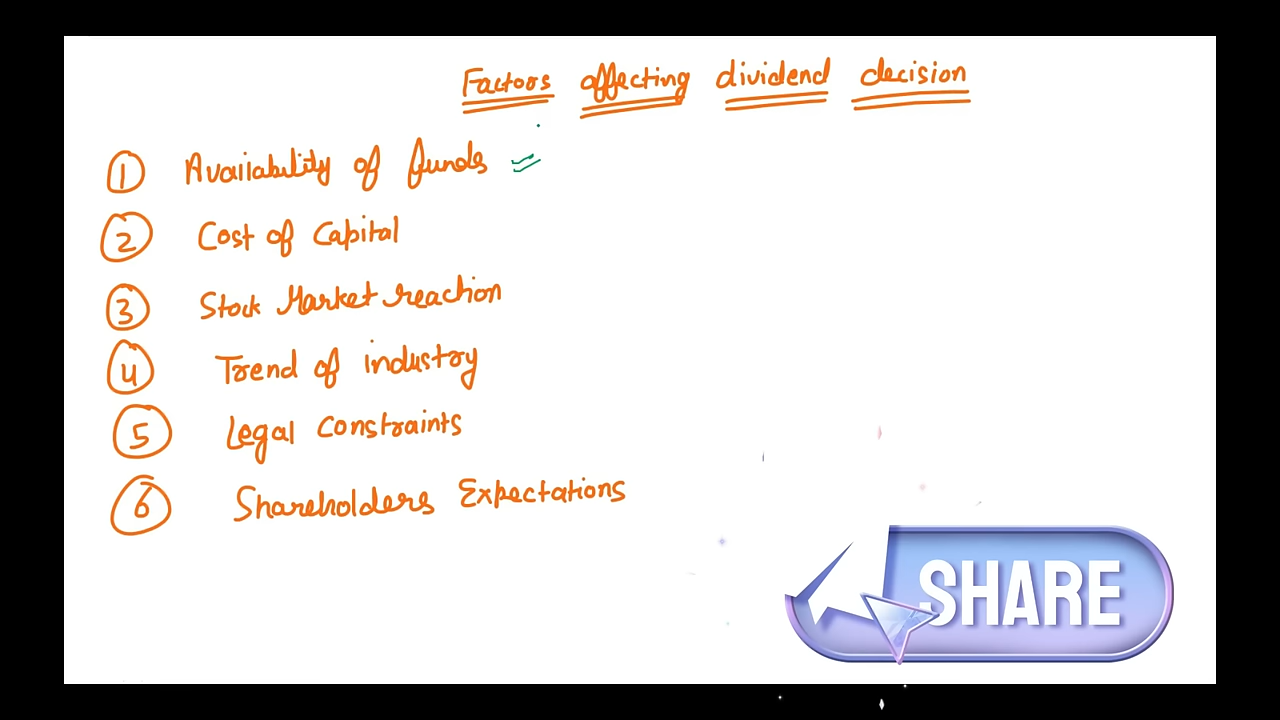 Factors affecting dividend decision
1 Availability of funds
2 Cost of Capital
3 Stock Market reaction
4 Trend of industry
5 Legal constraints
6 Shareholders Expectations
SHARE